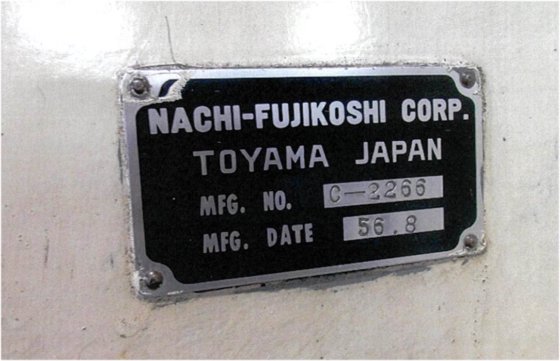 NACHI-FUJIKOSHI CORP.
TOYAMA JAPAN
MFG. NO. C-2266
MFG. DATE 56.8